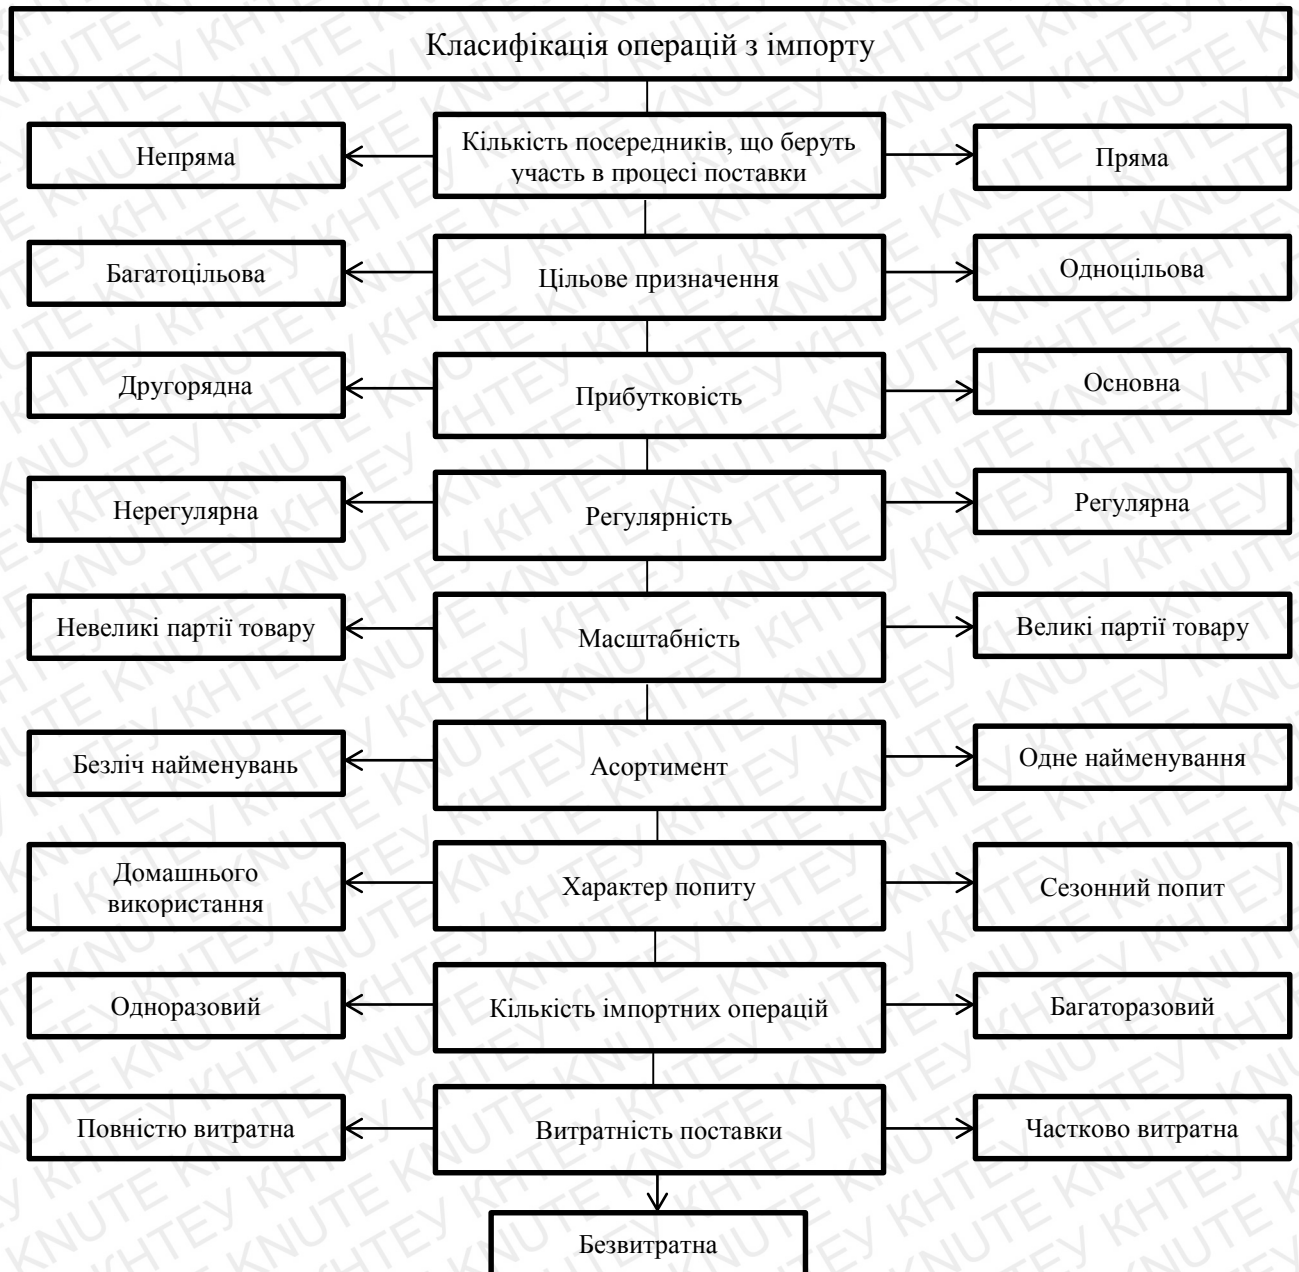 Класифікація операцій з імпорту
Непряма
Кількість посередників, що беруть
участь в процесі поставки
Пряма
Багатоцільова
Цільове призначення
Одноцільова
Другорядна
Прибутковість
Основна
Нерегулярна
Регулярність
Регулярна
Невеликі партії товару
Масштабність
Великі партії товару
Безліч найменувань
Асортимент
Одне найменування
Домашнього
використання
Характер попиту
Сезонний попит
Одноразовий
Кількість імпортних операцій
Багаторазовий
Повністю витратна
Витратність поставки
Частково витратна
Безвитратна